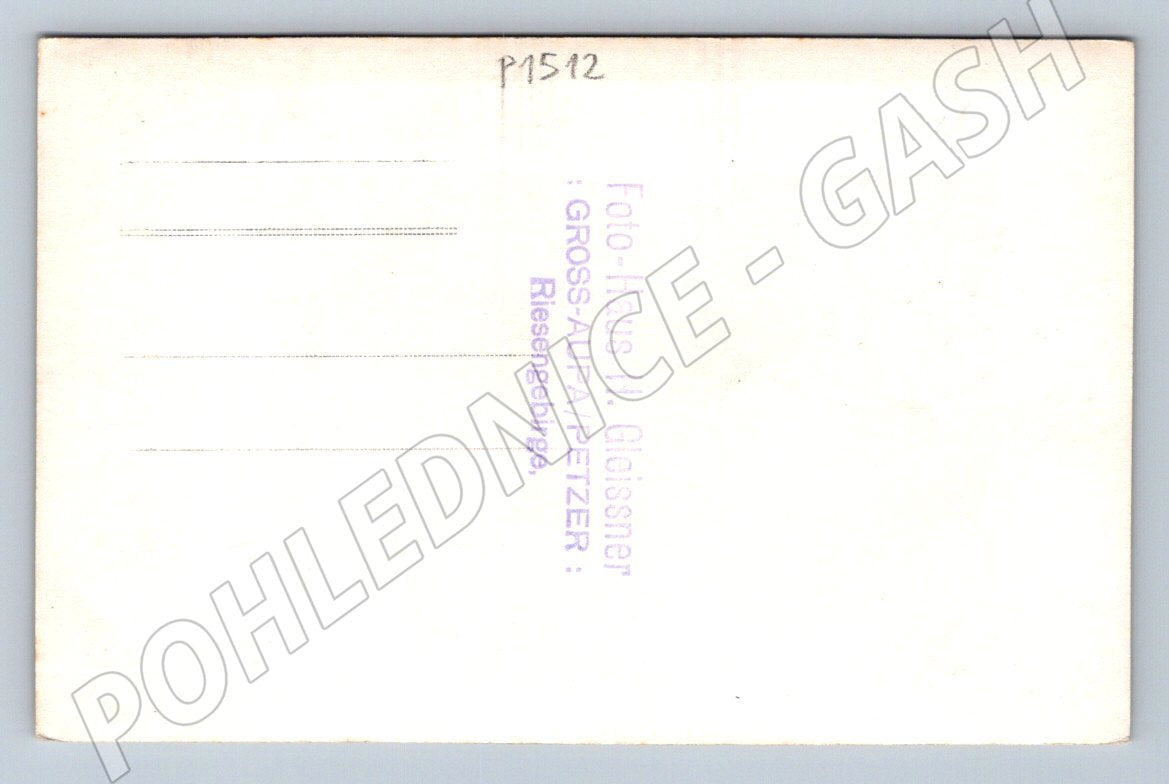 P1512
Foto-Haus H. Gleissner
: GROSS-AUPA/PETZER :
Riesengebirge,
POHLEDNICE - GASH